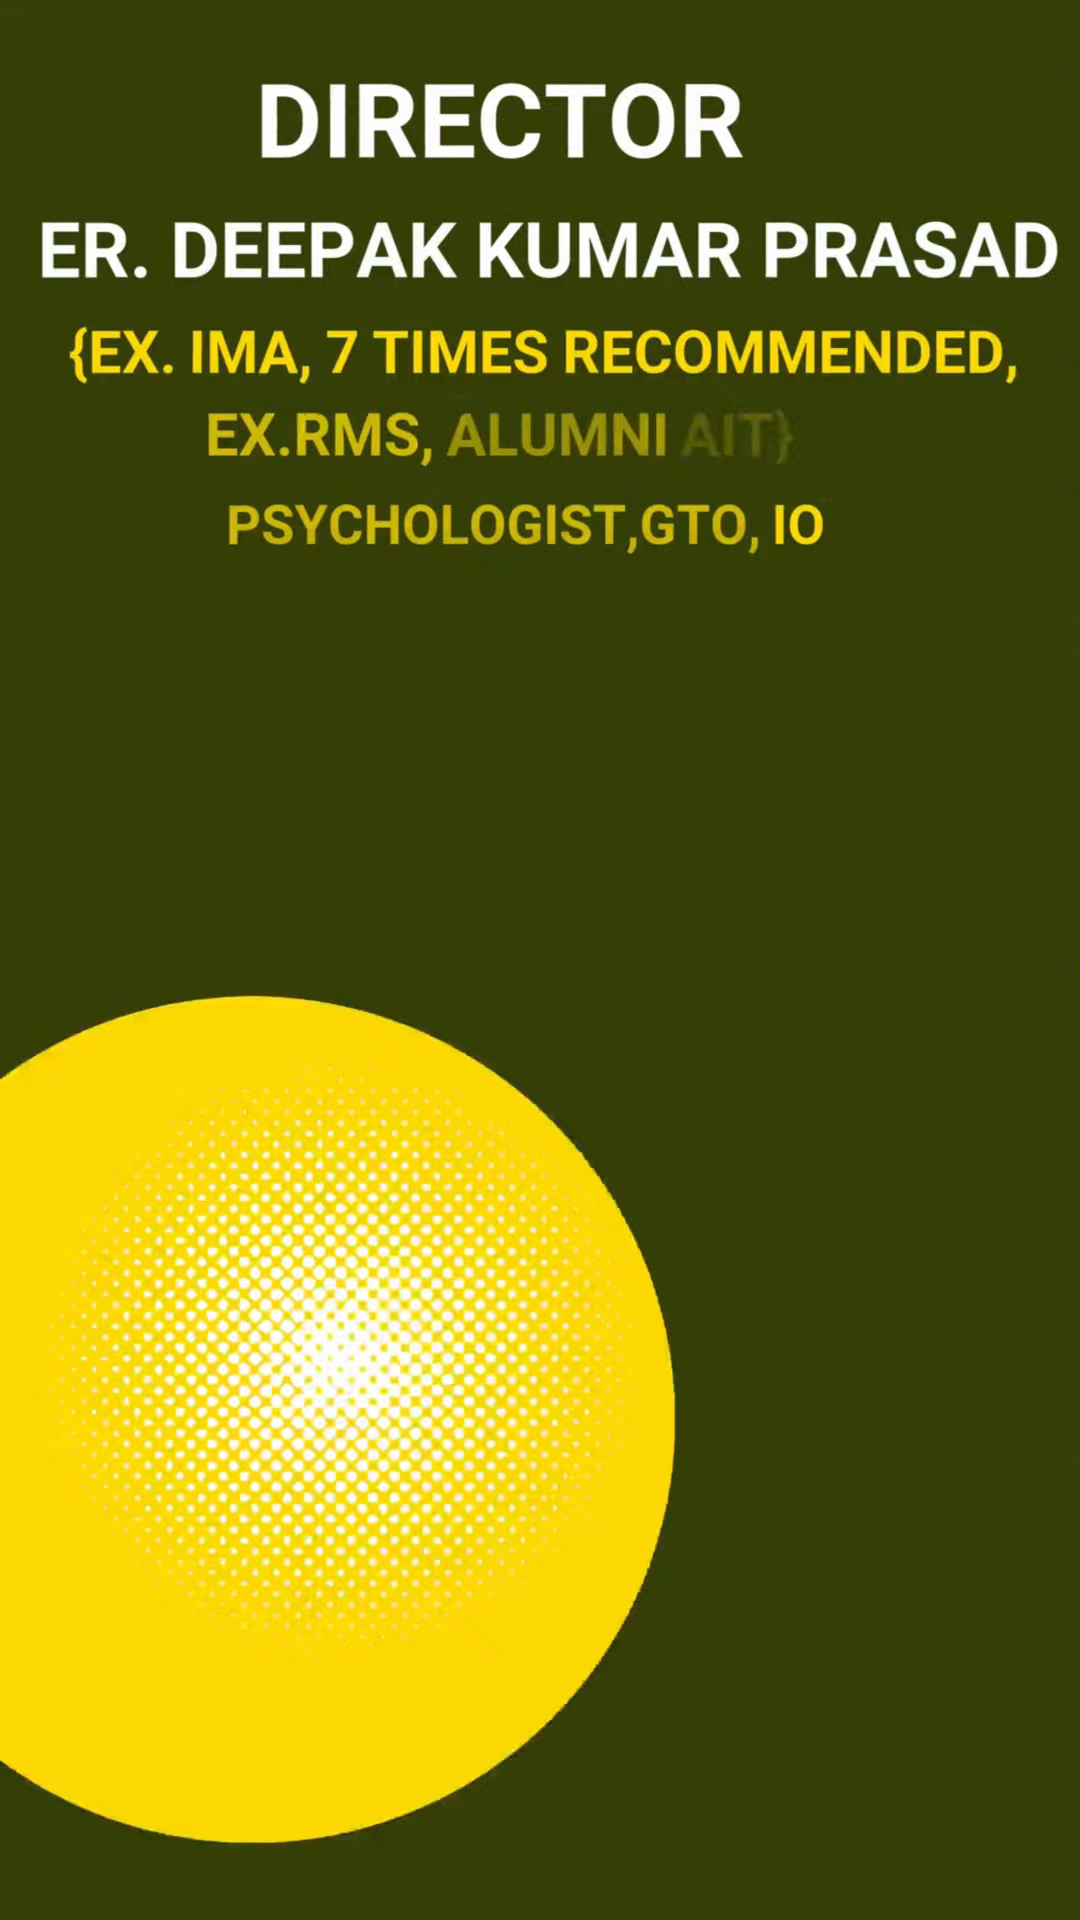 DIRECTOR
ER. DEEPAK KUMAR PRASAD
{EX. IMA, 7 TIMES RECOMMENDED,
EX.RMS, ALUMNI AIT}
PSYCHOLOGIST,GTO, IO